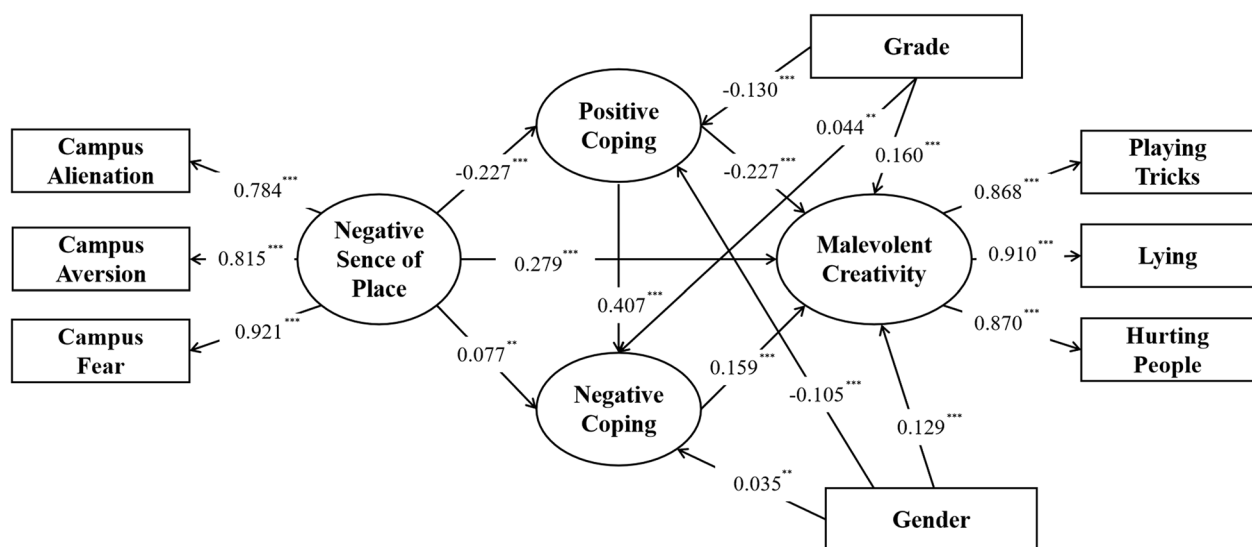 Grade
-0.130***
Positive
Coping
0.044**
Campus
Alienation
0.160***
Playing
Tricks
-0.227***
-0.227***
0.784***
0.868***
Negative
Sence of
Place
Campus
Aversion
0.815***
0.279***
Malevolent
Creativity
0.910***
Lying
0.407***
Campus
Fear
0.921***
0.077**
0.159***
0.870***
Hurting
People
Negative
Coping
-0.105***
0.129***
0.035**
Gender